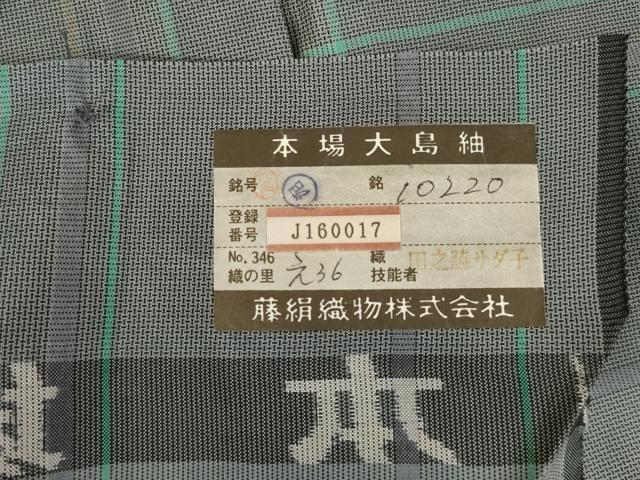 本場大島紬
銘号 銘 10220
登録番号 J160017
No.346 織の里 え36 織技能者 田之脇サダ子
藤絹織物株式会社
本